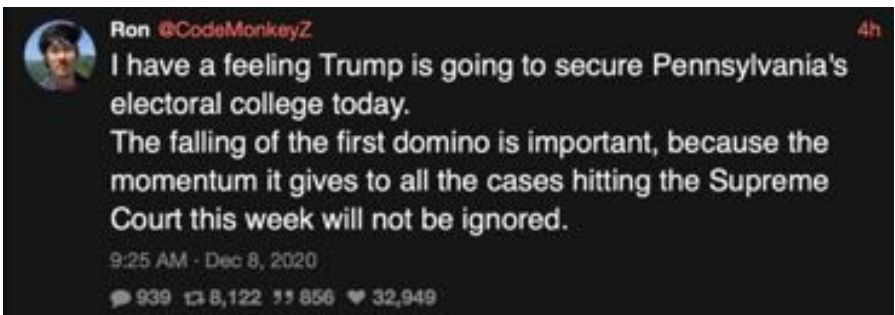 Ron @CodeMonkeyZ 4h
I have a feeling Trump is going to secure Pennsylvania's
electoral college today.
The falling of the first domino is important, because the
momentum it gives to all the cases hitting the Supreme
Court this week will not be ignored.
9:25 AM · Dec 8, 2020
939 8,122 856 32,949